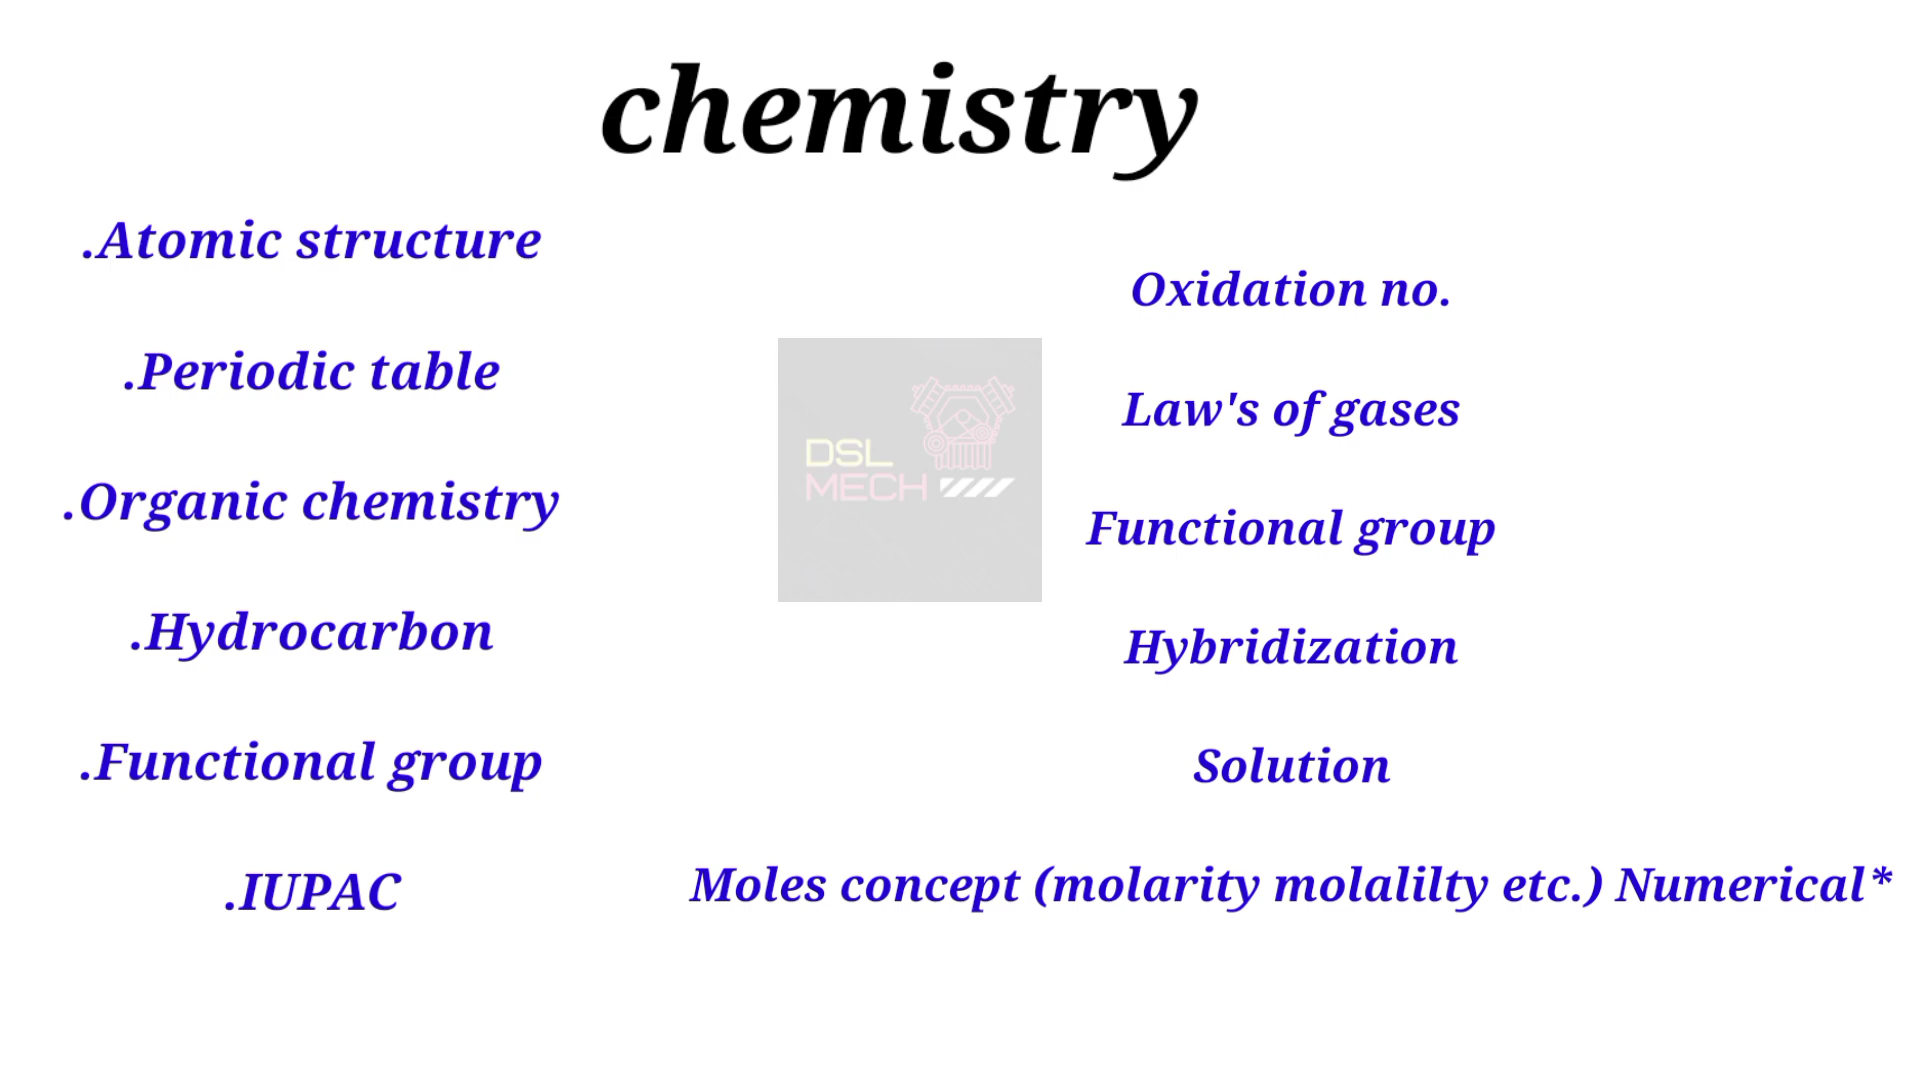 chemistry
.Atomic structure
.Periodic table
.Organic chemistry
.Hydrocarbon
.Functional group
.IUPAC
DSL
MECH
Oxidation no.
Law's of gases
Functional group
Hybridization
Solution
Moles concept (molarity molalilty etc.) Numerical*